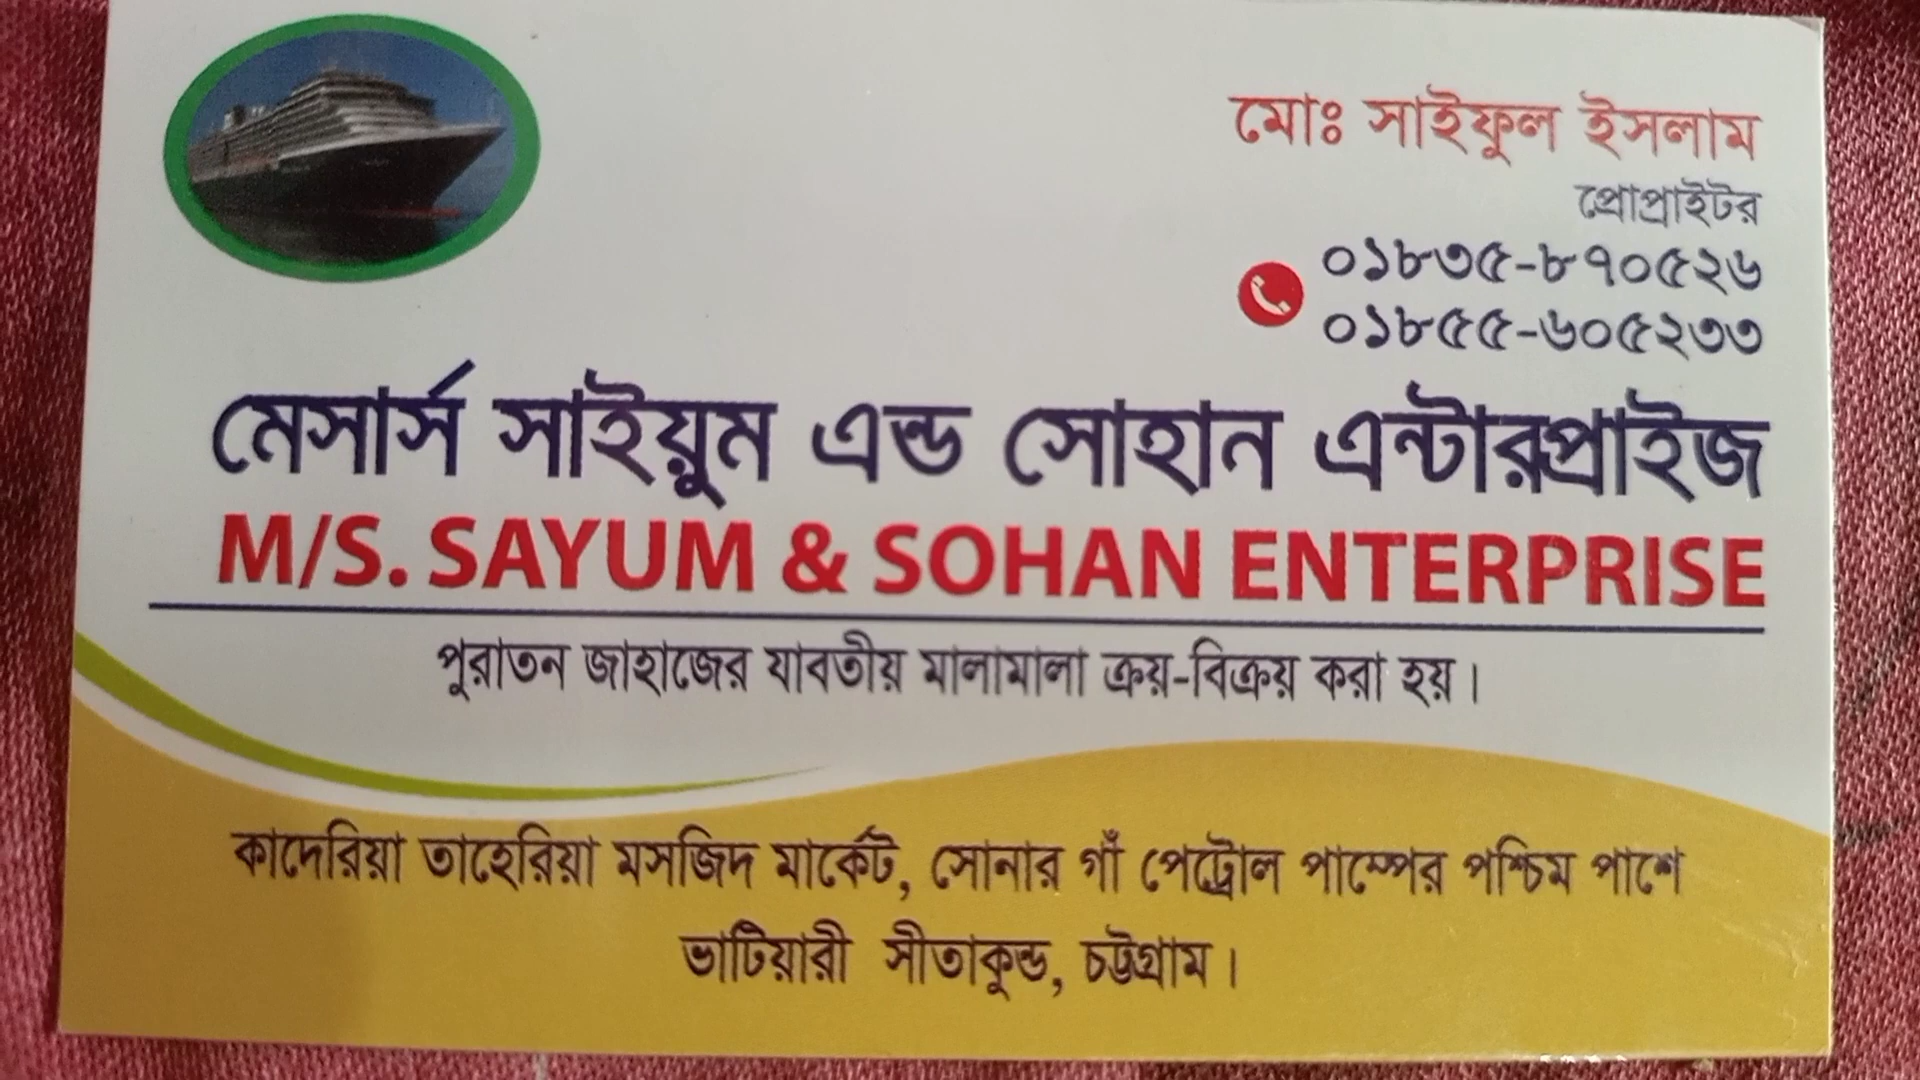 মোঃ সাইফুল ইসলাম
প্রোপ্রাইটর
০১৮৩৫-৮৭০৫২৬
০১৮৫৫-৬০৫২৩৩
মেসার্স সাইয়ুম এন্ড সোহান এন্টারপ্রাইজ
M/S. SAYUM & SOHAN ENTERPRISE
পুরাতন জাহাজের যাবতীয় মালামালা ক্রয়-বিক্রয় করা হয়।
কাদেরিয়া তাহেরিয়া মসজিদ মার্কেট, সোনার গাঁ পেট্রোল পাম্পের পশ্চিম পাশে
ভাটিয়ারী সীতাকুন্ড, চট্টগ্রাম।